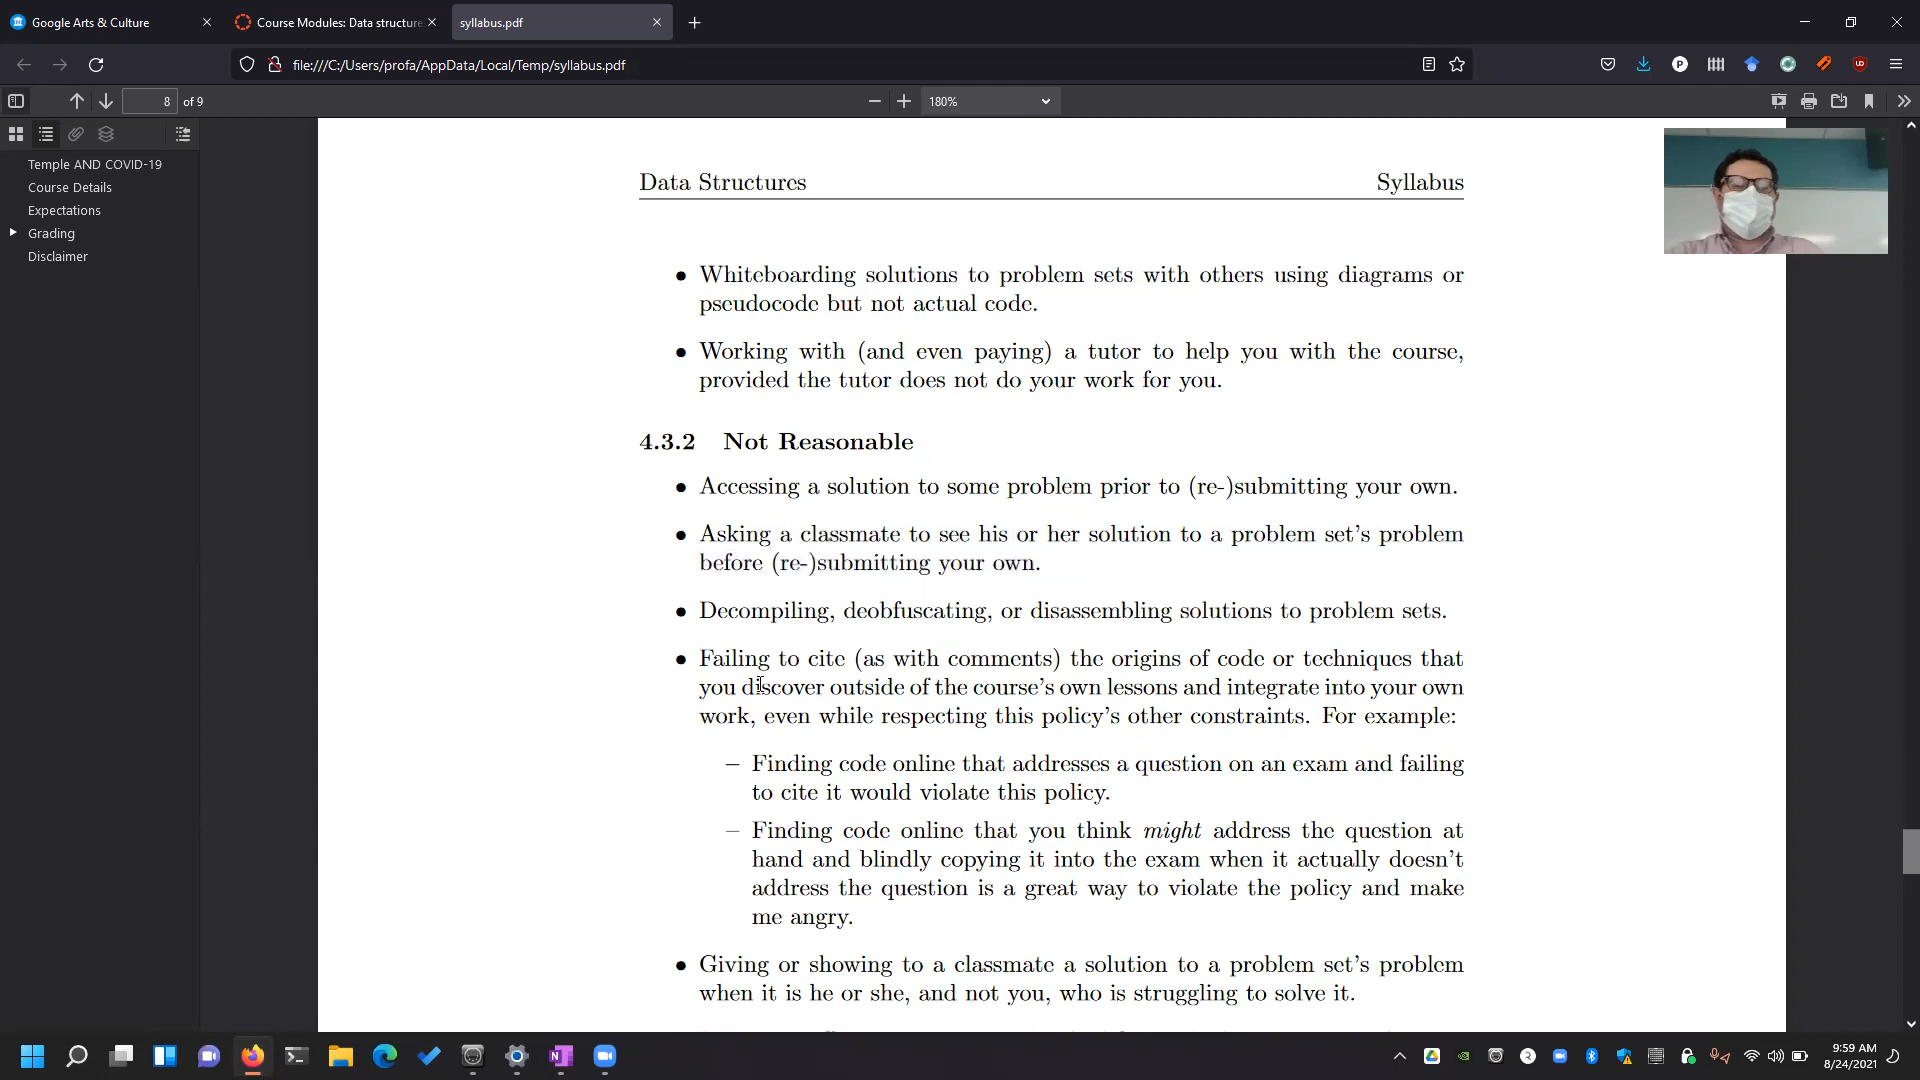 Google Arts & Culture
Course Modules: Data structure
syllabus.pdf
file:///C:/Users/profa/AppData/Local/Temp/syllabus.pdf
8 of 9
180%
Temple AND COVID-19
Course Details
Expectations
Grading
Disclaimer
Data Structures Syllabus
• Whiteboarding solutions to problem sets with others using diagrams or
pseudocode but not actual code.
• Working with (and even paying) a tutor to help you with the course,
provided the tutor does not do your work for you.
4.3.2 Not Reasonable
• Accessing a solution to some problem prior to (re-)submitting your own.
• Asking a classmate to see his or her solution to a problem set’s problem
before (re-)submitting your own.
• Decompiling, deobfuscating, or disassembling solutions to problem sets.
• Failing to cite (as with comments) the origins of code or techniques that
you discover outside of the course’s own lessons and integrate into your own
work, even while respecting this policy’s other constraints. For example:
– Finding code online that addresses a question on an exam and failing
to cite it would violate this policy.
– Finding code online that you think might address the question at
hand and blindly copying it into the exam when it actually doesn’t
address the question is a great way to violate the policy and make
me angry.
• Giving or showing to a classmate a solution to a problem set’s problem
when it is he or she, and not you, who is struggling to solve it.
9:59 AM
8/24/2021